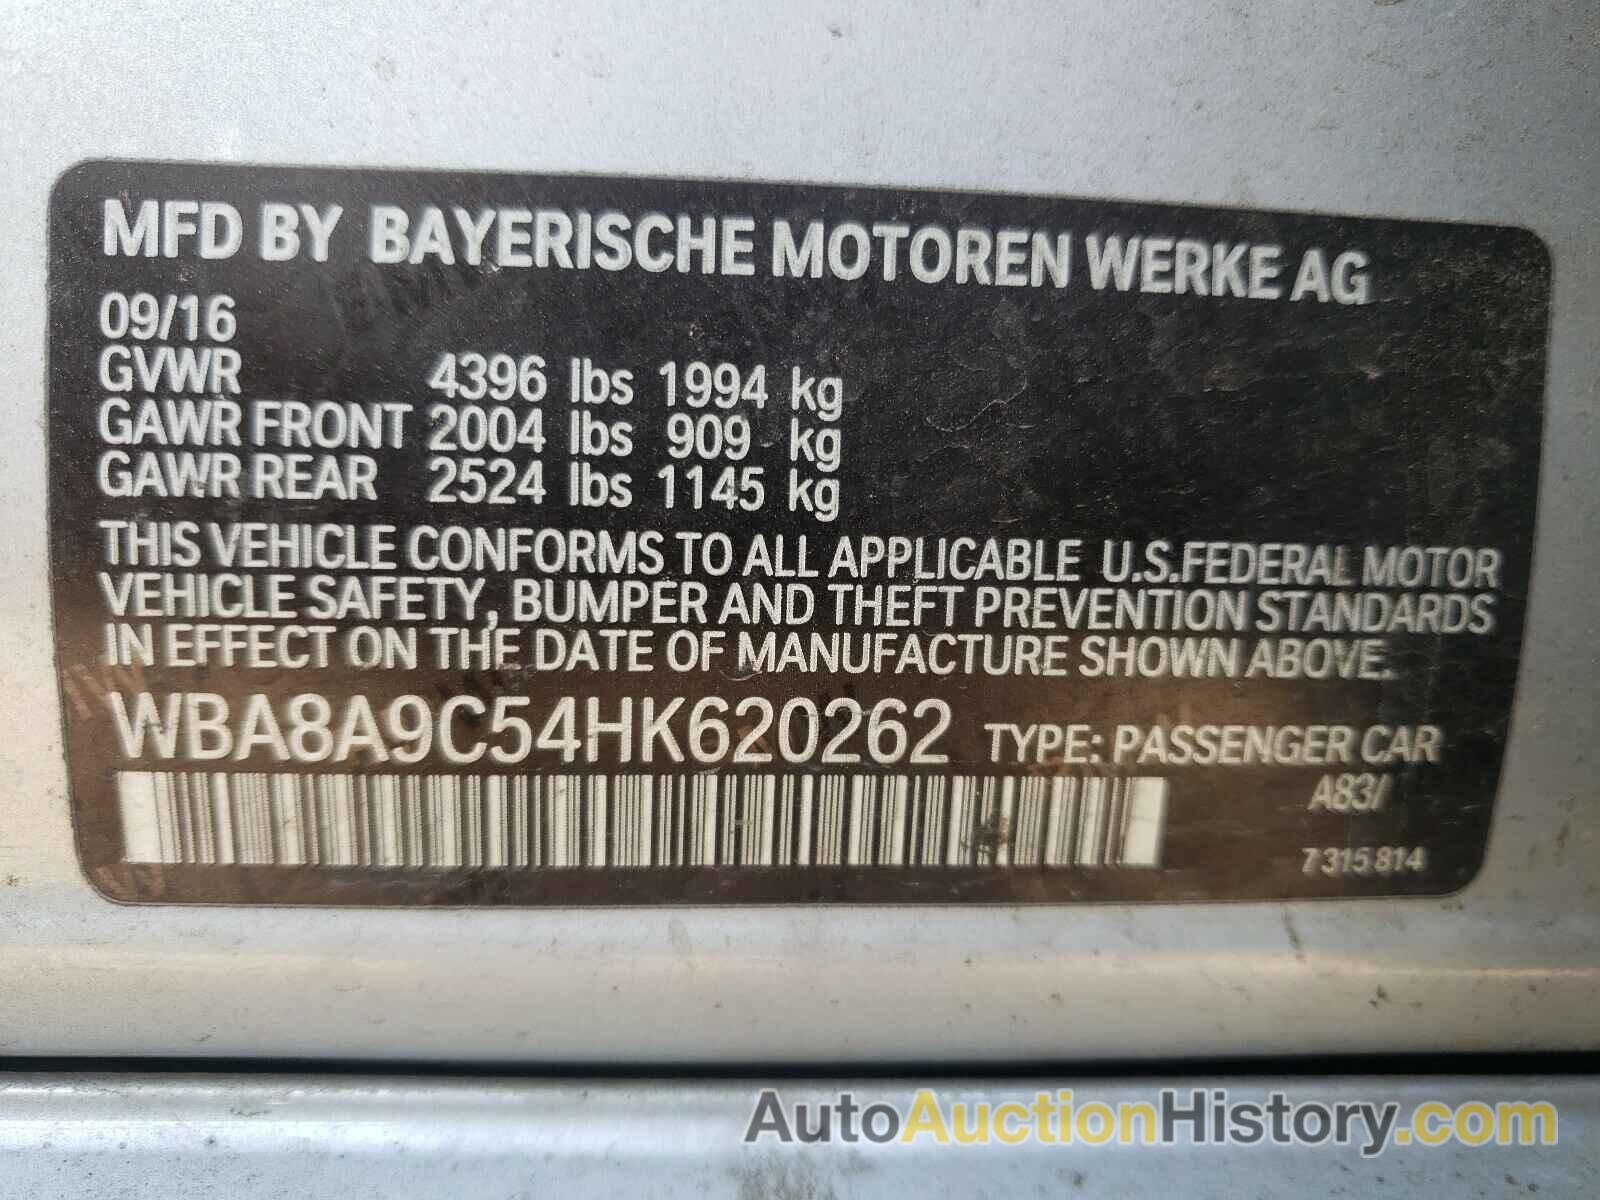 MFD BY BAYERISCHE MOTOREN WERKE AG
09/16
GVWR 4396 lbs 1994 kg
GAWR FRONT 2004 lbs 909 kg
GAWR REAR 2524 lbs 1145 kg
THIS VEHICLE CONFORMS TO ALL APPLICABLE U.S.FEDERAL MOTOR
VEHICLE SAFETY, BUMPER AND THEFT PREVENTION STANDARDS
IN EFFECT ON THE DATE OF MANUFACTURE SHOWN ABOVE.
WBA8A9C54HK620262 TYPE: PASSENGER CAR
A83/
7 315 814
AutoAuctionHistory.com